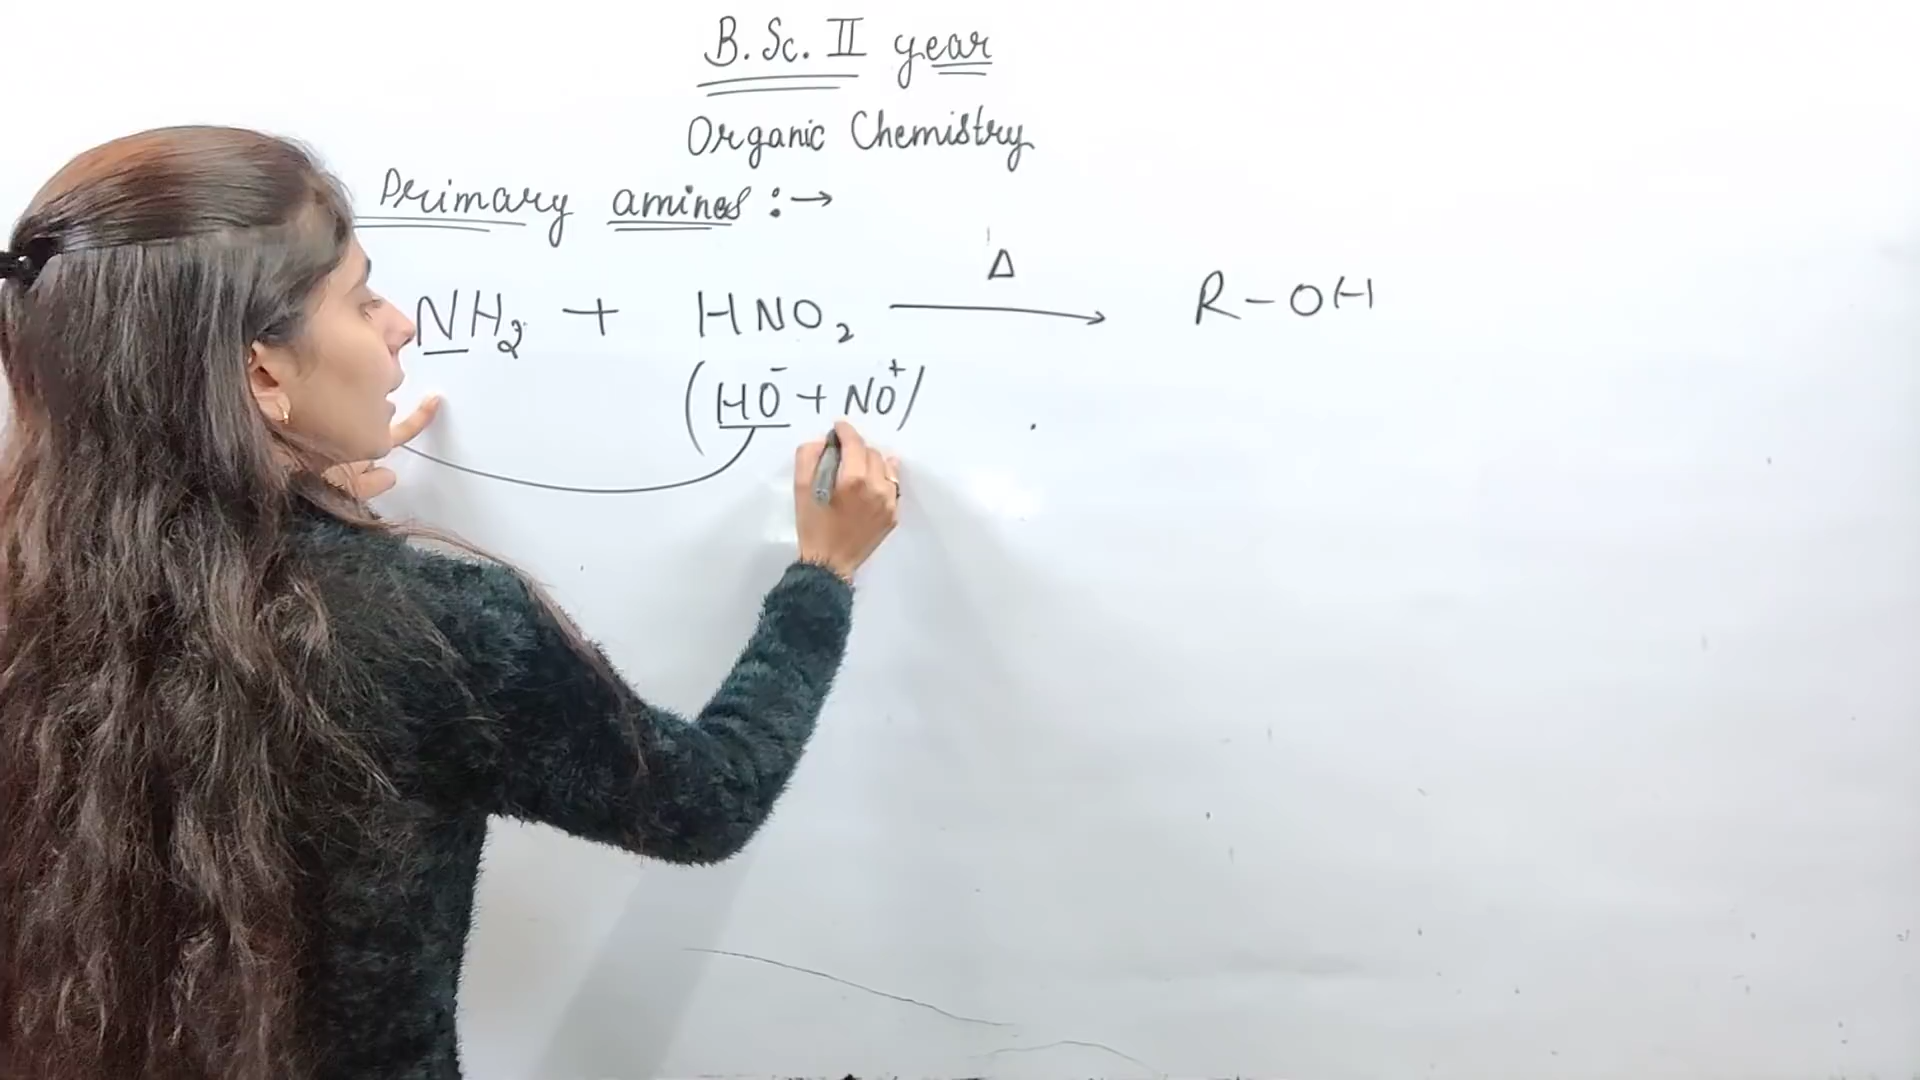 B.Sc. II year
Organic Chemistry
Primary amines :→
Δ
NH₂ + HNO₂ ⟶ R-OH
(HO⁻ + NO⁺)